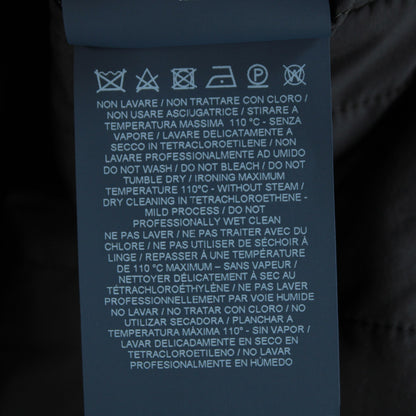 NON LAVARE / NON TRATTARE CON CLORO /
NON USARE ASCIUGATRICE / STIRARE A
TEMPERATURA MASSIMA 110°C - SENZA
VAPORE / LAVARE DELICATAMENTE A
SECCO IN TETRACLOROETILENE / NON
LAVARE PROFESSIONALMENTE AD UMIDO
DO NOT WASH / DO NOT BLEACH / DO NOT
TUMBLE DRY / IRONING MAXIMUM
TEMPERATURE 110°C - WITHOUT STEAM /
DRY CLEANING IN TETRACHLOROETHENE -
MILD PROCESS / DO NOT
PROFESSIONALLY WET CLEAN
NE PAS LAVER / NE PAS TRAITER AVEC DU
CHLORE / NE PAS UTILISER DE SÉCHOIR À
LINGE / REPASSER À UNE TEMPÉRATURE
DE 110 °C MAXIMUM – SANS VAPEUR /
NETTOYER DÉLICATEMENT À SEC AU
TÉTRACHLOROÉTHYLÈNE / NE PAS LAVER
PROFESSIONNELLEMENT PAR VOIE HUMIDE
NO LAVAR / NO TRATAR CON CLORO / NO
UTILIZAR SECADORA / PLANCHAR A
TEMPERATURA MÁXIMA 110° - SIN VAPOR /
LAVAR DELICADAMENTE EN SECO EN
TETRACLOROETILENO / NO LAVAR
PROFESIONALMENTE EN HÚMEDO